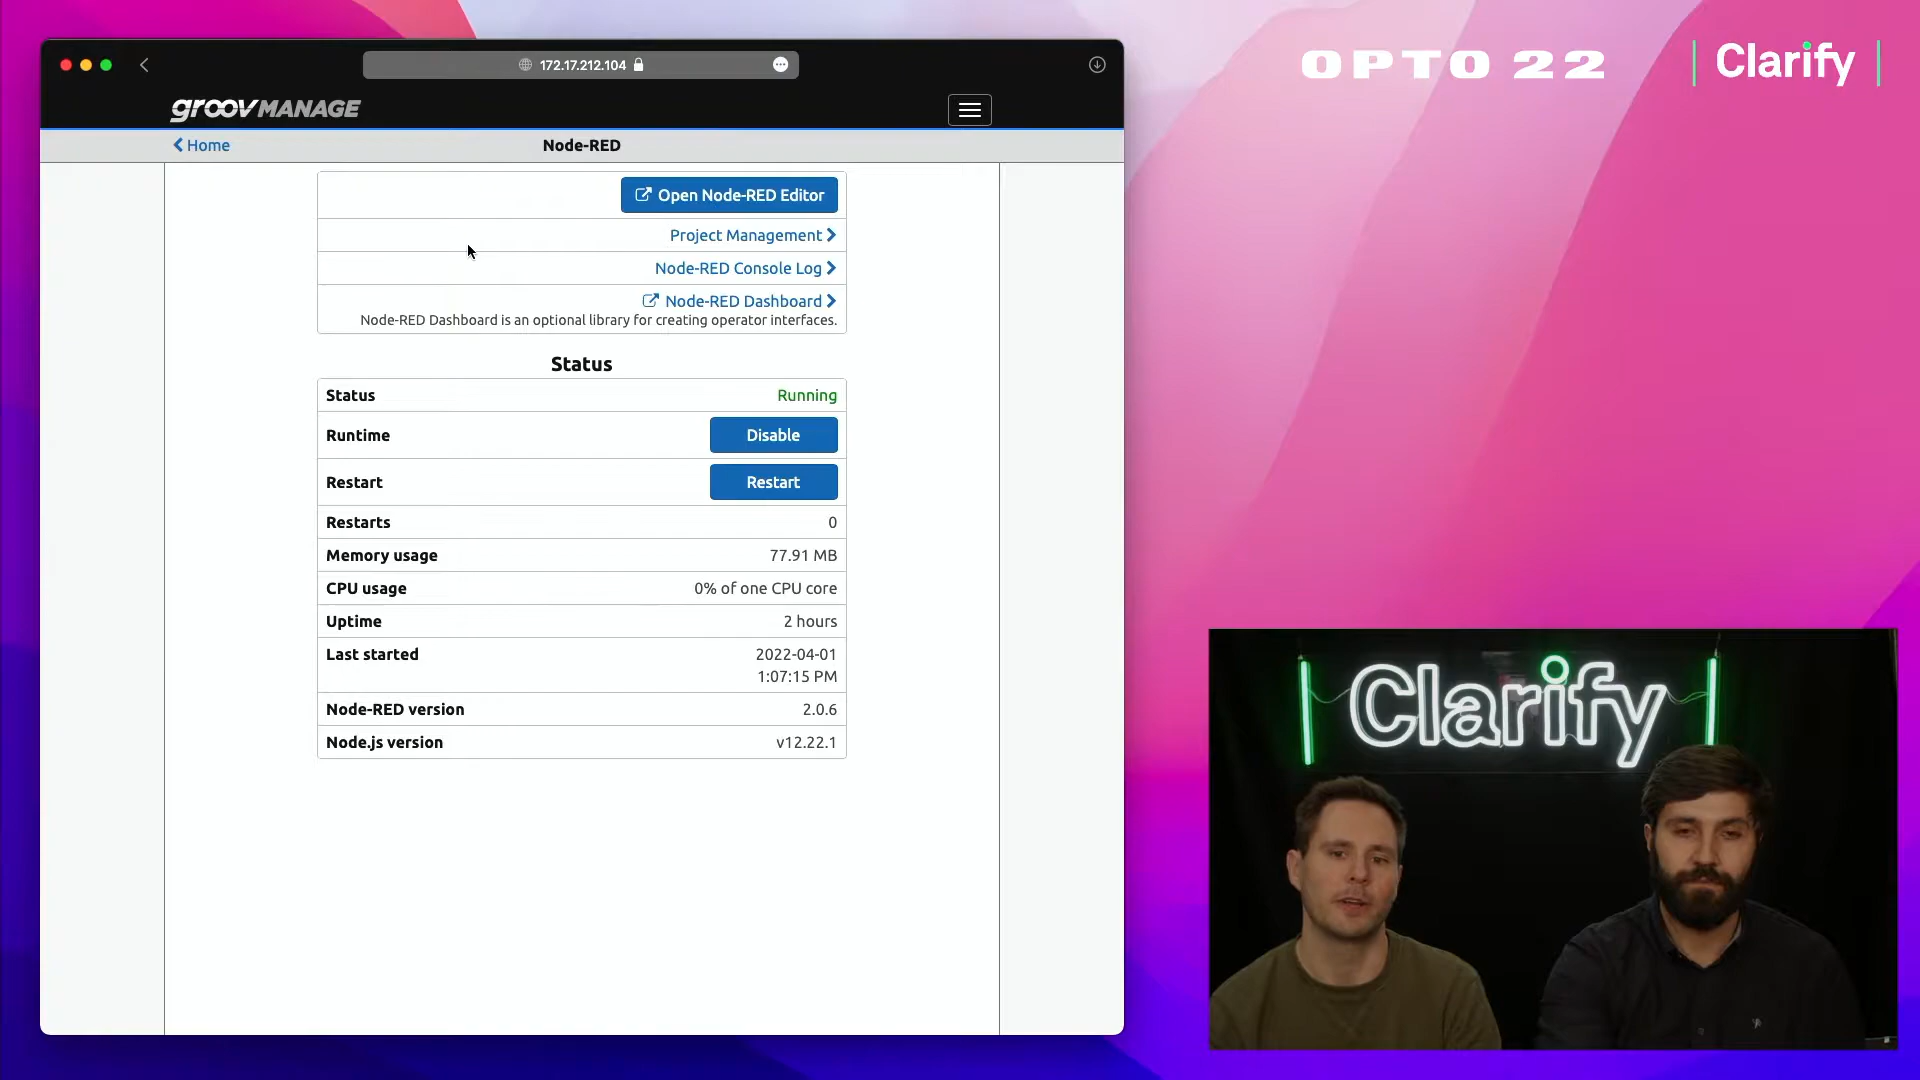 172.17.212.104
OPTO 22
Clarify
groovMANAGE
Home
Node-RED
Open Node-RED Editor
Project Management
Node-RED Console Log
Node-RED Dashboard
Node-RED Dashboard is an optional library for creating operator interfaces.
Status
Status Running
Runtime Disable
Restart Restart
Restarts 0
Memory usage 77.91 MB
CPU usage 0% of one CPU core
Uptime 2 hours
Last started 2022-04-01
1:07:15 PM
Node-RED version 2.0.6
Node.js version v12.22.1
Clarify